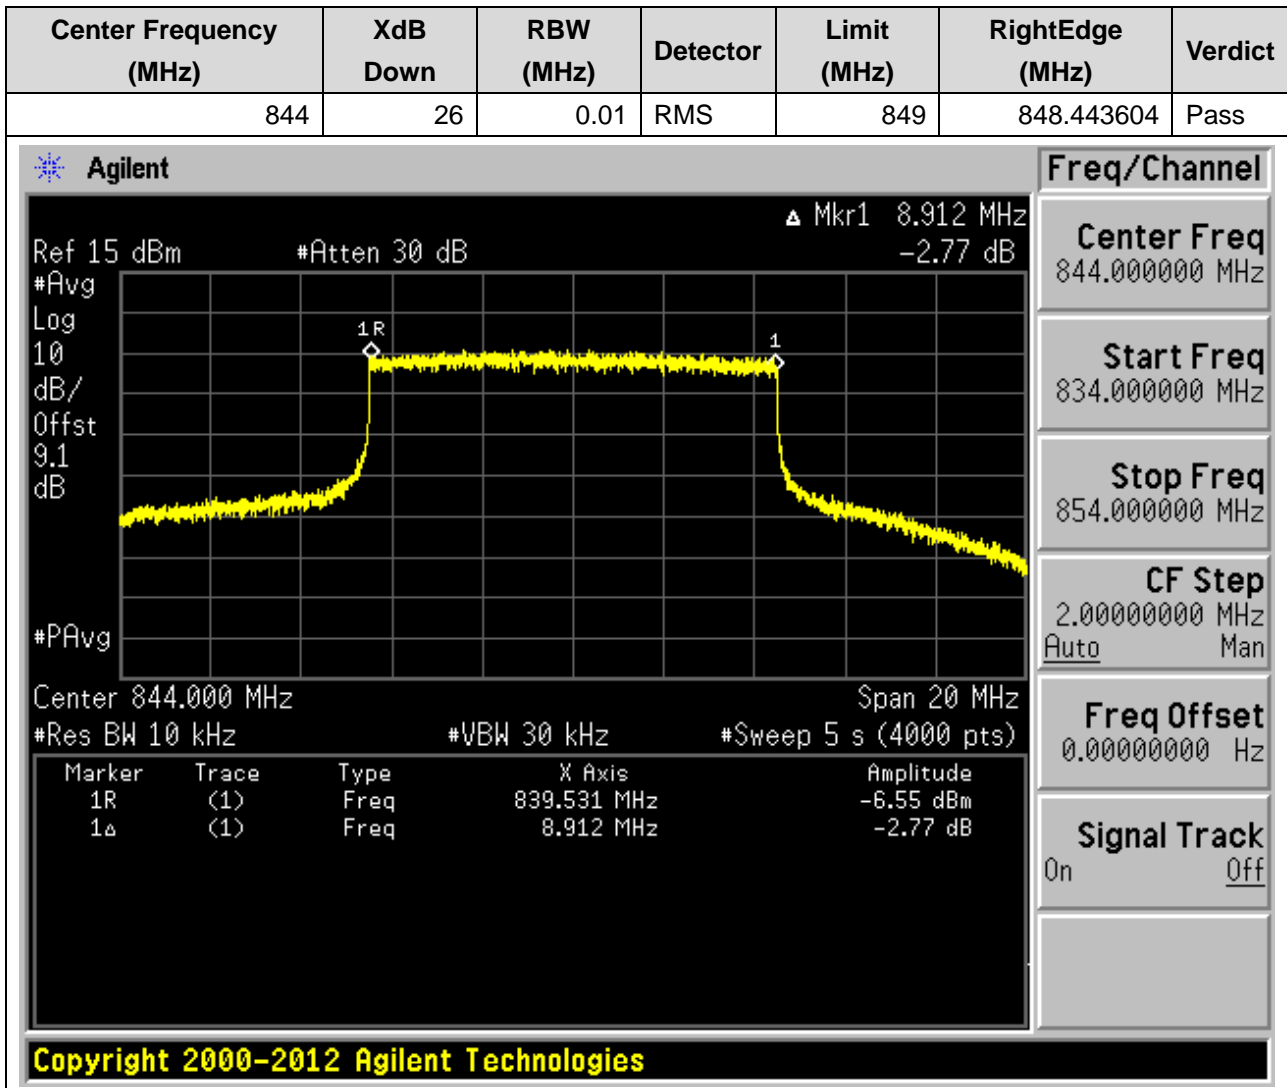 Center Frequency (MHz) XdB Down RBW (MHz) Detector Limit (MHz) RightEdge (MHz) Verdict
844 26 0.01 RMS 849 848.443604 Pass
Agilent
Freq/Channel
Δ Mkr1 8.912 MHz
Ref 15 dBm #Atten 30 dB -2.77 dB
#Avg
Log
10
dB/
Offst
9.1
dB
#PAvg
1R
1
Center 844.000 MHz Span 20 MHz
#Res BW 10 kHz #VBW 30 kHz #Sweep 5 s (4000 pts)
Marker Trace Type X Axis Amplitude
1R (1) Freq 839.531 MHz -6.55 dBm
1Δ (1) Freq 8.912 MHz -2.77 dB
Center Freq
844.000000 MHz
Start Freq
834.000000 MHz
Stop Freq
854.000000 MHz
CF Step
2.00000000 MHz
Auto Man
Freq Offset
0.00000000 Hz
Signal Track
On Off
Copyright 2000-2012 Agilent Technologies